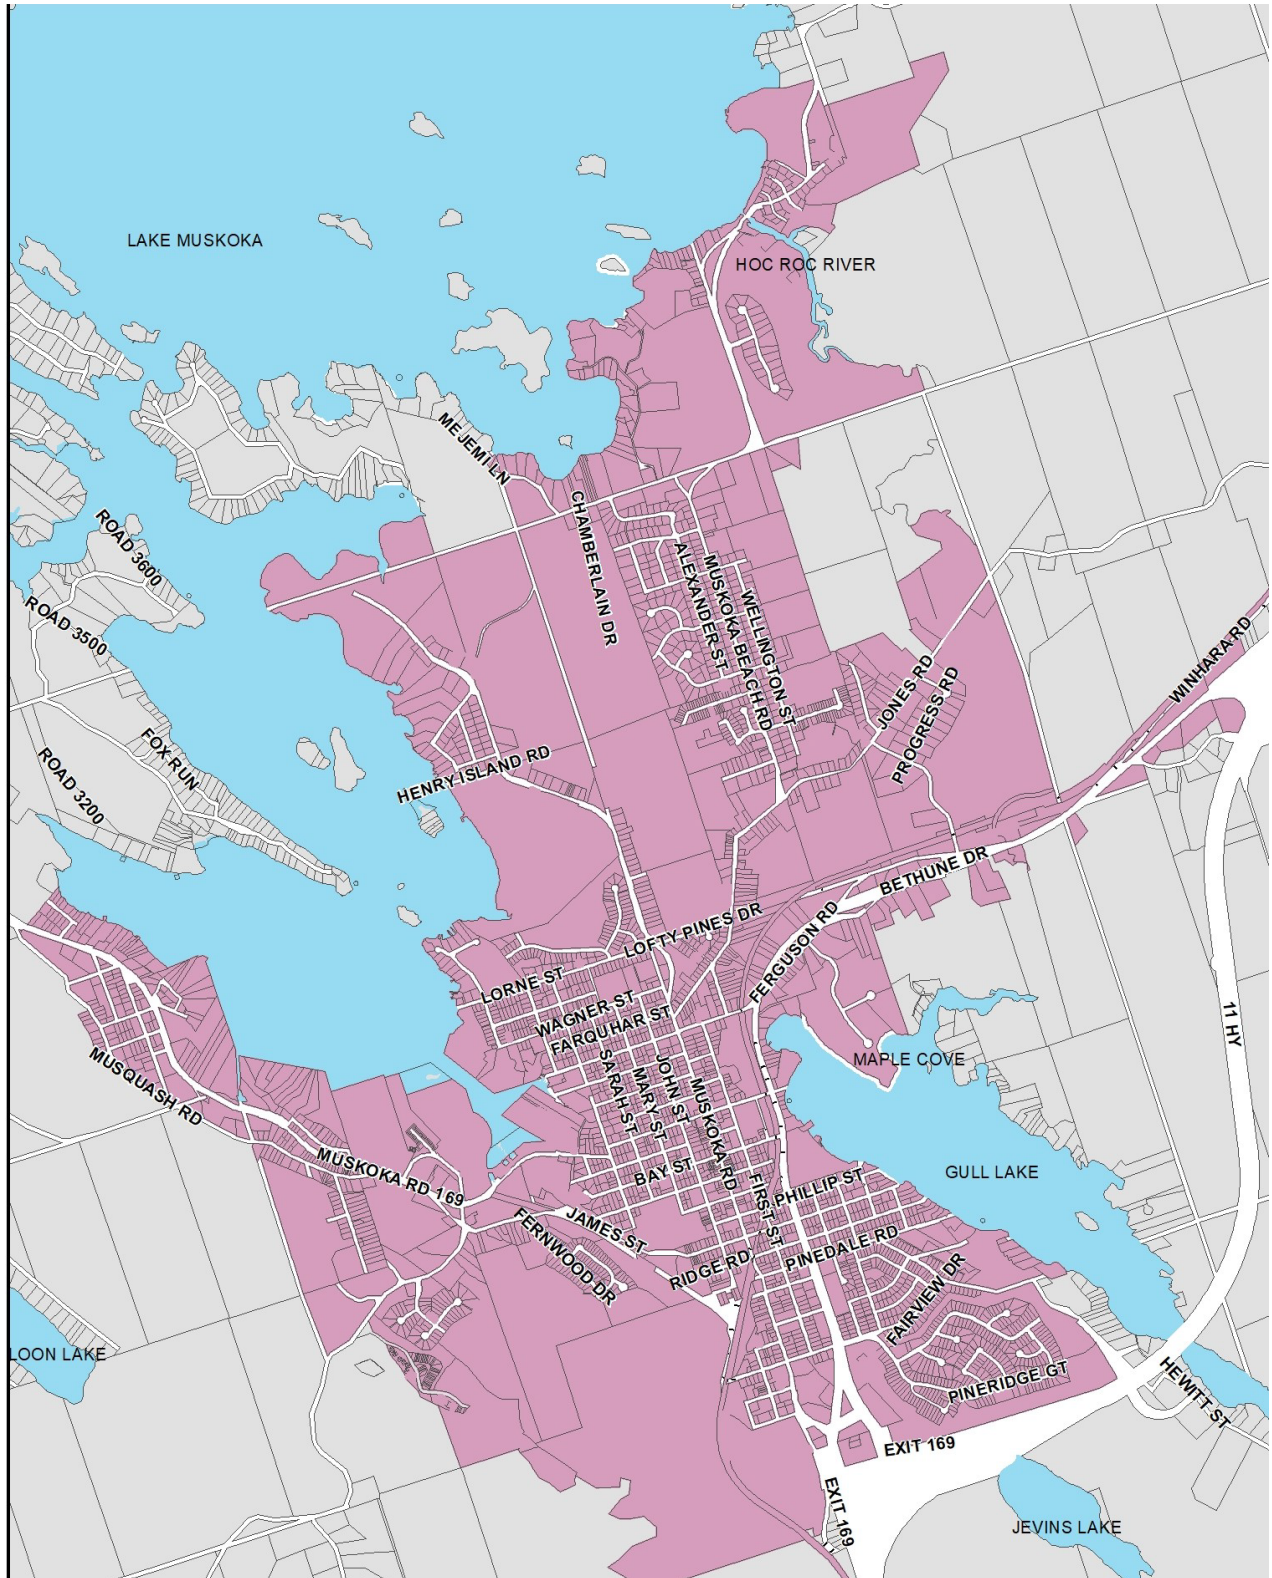 LAKE MUSKOKA
HOC ROC RIVER
MEJEMI LN
CHAMBERLAIN DR
ROAD 3600
ROAD 3500
ALEXANDER ST
MUSKOKA BEACH RD
WELLINGTON ST
WINHARA RD
JONES RD
PROGRESS RD
FOX RUN
ROAD 3200
HENRY ISLAND RD
BETHUNE DR
LOFTY PINES DR
FERGUSON RD
LORNE ST
WAGNER ST
FARQUHAR ST
11 HY
MAPLE COVE
MUSQUASH RD
SARAH ST
MARY ST
JOHN ST
MUSKOKA RD
MUSKOKA RD 169
BAY ST
FIRST ST
PHILLIP ST
GULL LAKE
JAMES ST
FERNWOOD DR
RIDGE RD
PINEDALE RD
FAIRVIEW DR
LOON LAKE
PINERIDGE GT
HEWITT ST
EXIT 169
EXIT 169
JEVINS LAKE